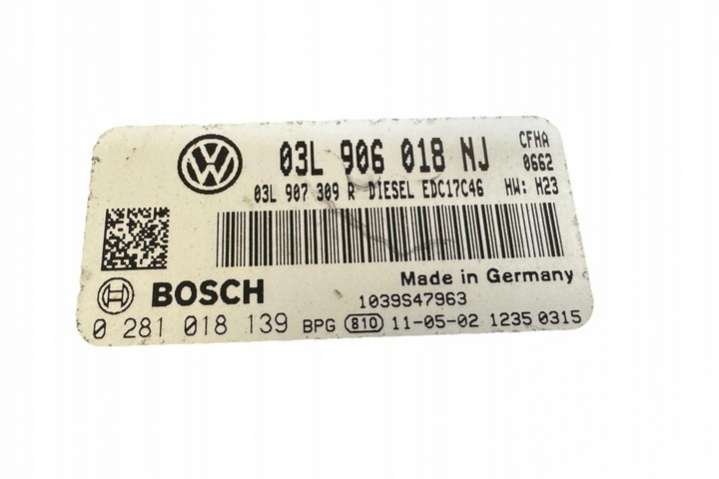 VW 03L 906 018 NJ CFHA
0662
03L 907 309 R DIESEL EDC17C46 HW: H23
Made in Germany
BOSCH 1039S47963
0 281 018 139 BPG 810 11-05-02 1235 0315